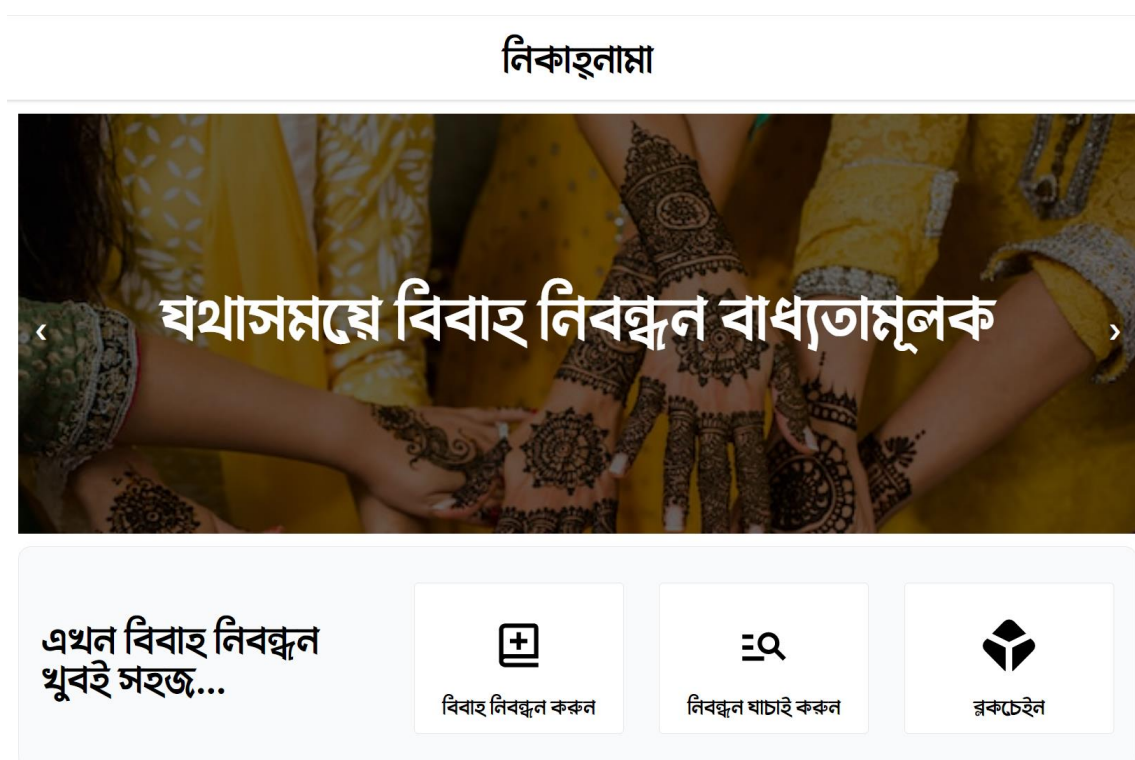 নিকাহ্নামা
যথাসময়ে বিবাহ নিবন্ধন বাধ্যতামূলক
এখন বিবাহ নিবন্ধন
খুবই সহজ...
বিবাহ নিবন্ধন করুন
নিবন্ধন যাচাই করুন
ব্লকচেইন